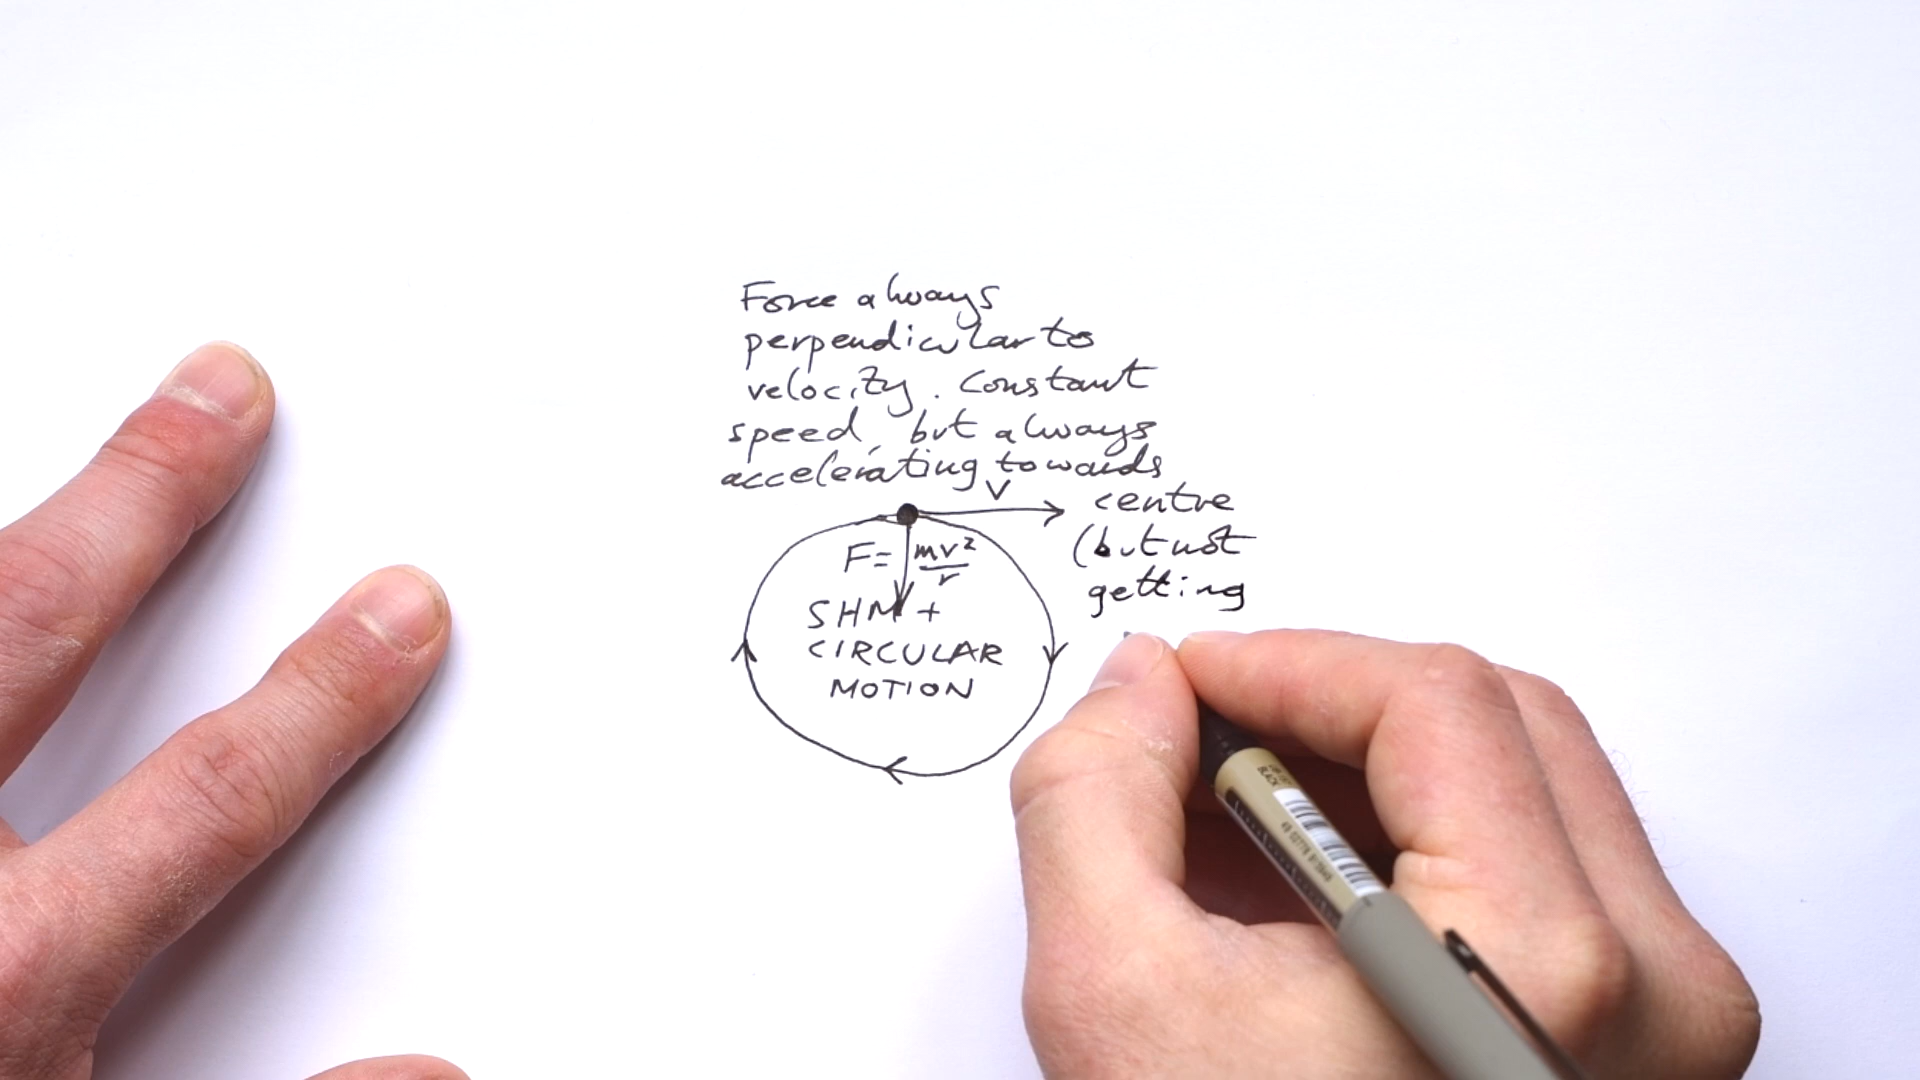 Force always
perpendicular to
velocity. Constant
speed, but always
accelerating towards
centre
(but not
getting
V
F = mv²/r
SHM +
CIRCULAR
MOTION
BLACK